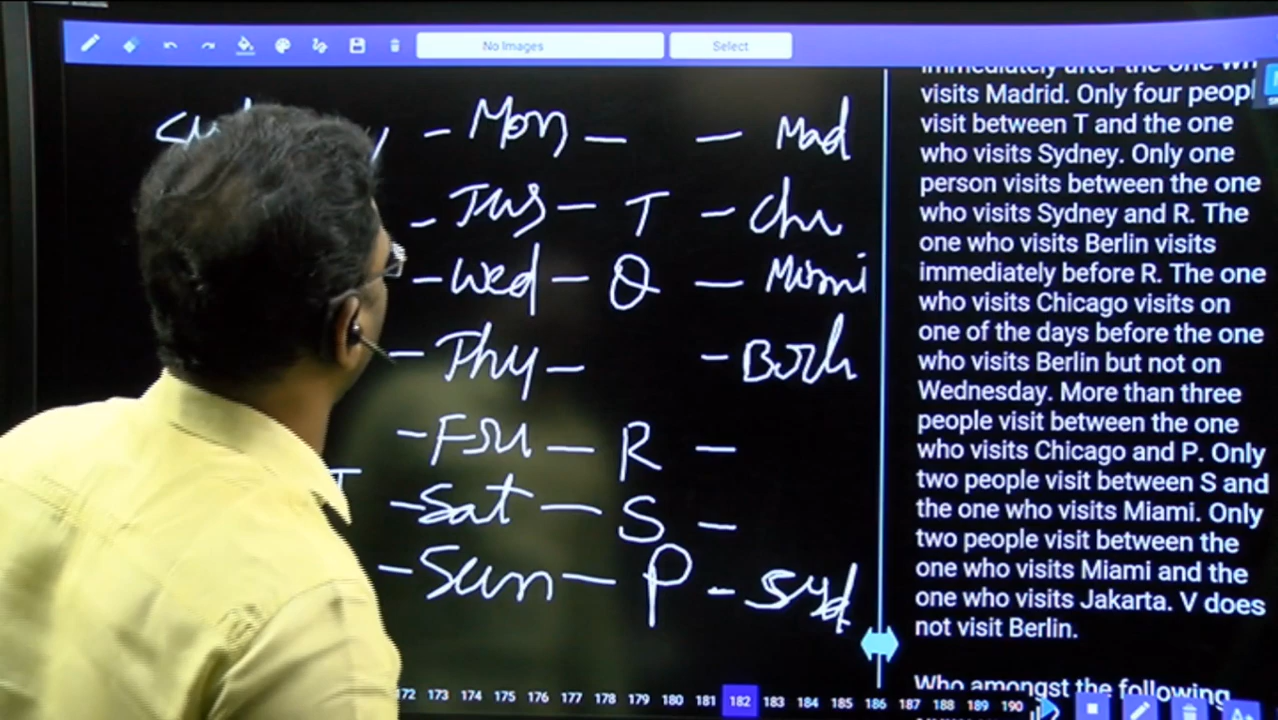 No Images Select
- Mon - - Mad
- Tus - T - Chi
- Wed - Q - Miami
- Thu - - Berli
- Fri - R -
- Sat - S -
- Sun - P - Syd
immediately after the one who
visits Madrid. Only four peopl
visit between T and the one
who visits Sydney. Only one
person visits between the one
who visits Sydney and R. The
one who visits Berlin visits
immediately before R. The one
who visits Chicago visits on
one of the days before the one
who visits Berlin but not on
Wednesday. More than three
people visit between the one
who visits Chicago and P. Only
two people visit between S and
the one who visits Miami. Only
two people visit between the
one who visits Miami and the
one who visits Jakarta. V does
not visit Berlin.
Who amongst the following
172 173 174 175 176 177 178 179 180 181 182 183 184 185 186 187 188 189 190